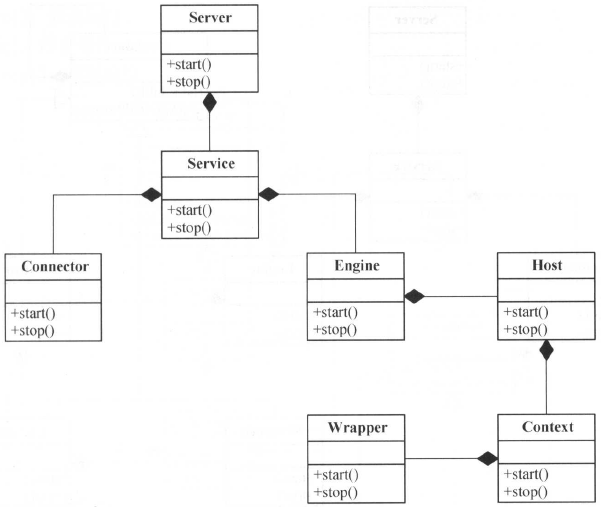 Server
+start()
+stop()
Service
+start()
+stop()
Connector
+start()
+stop()
Engine
+start()
+stop()
Host
+start()
+stop()
Wrapper
+start()
+stop()
Context
+start()
+stop()